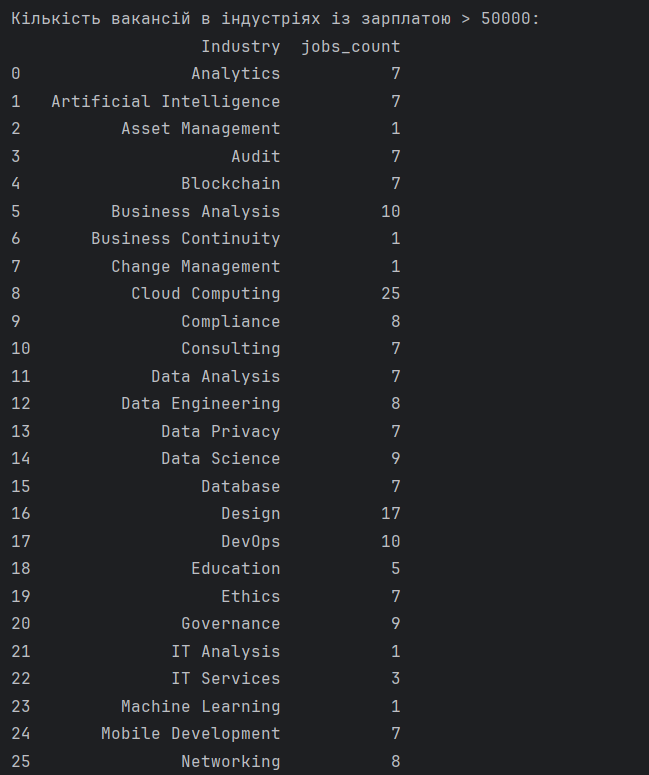 Кількість вакансій в індустріях із зарплатою > 50000:
Industry jobs_count
0 Analytics 7
1 Artificial Intelligence 7
2 Asset Management 1
3 Audit 7
4 Blockchain 7
5 Business Analysis 10
6 Business Continuity 1
7 Change Management 1
8 Cloud Computing 25
9 Compliance 8
10 Consulting 7
11 Data Analysis 7
12 Data Engineering 8
13 Data Privacy 7
14 Data Science 9
15 Database 7
16 Design 17
17 DevOps 10
18 Education 5
19 Ethics 7
20 Governance 9
21 IT Analysis 1
22 IT Services 3
23 Machine Learning 1
24 Mobile Development 7
25 Networking 8